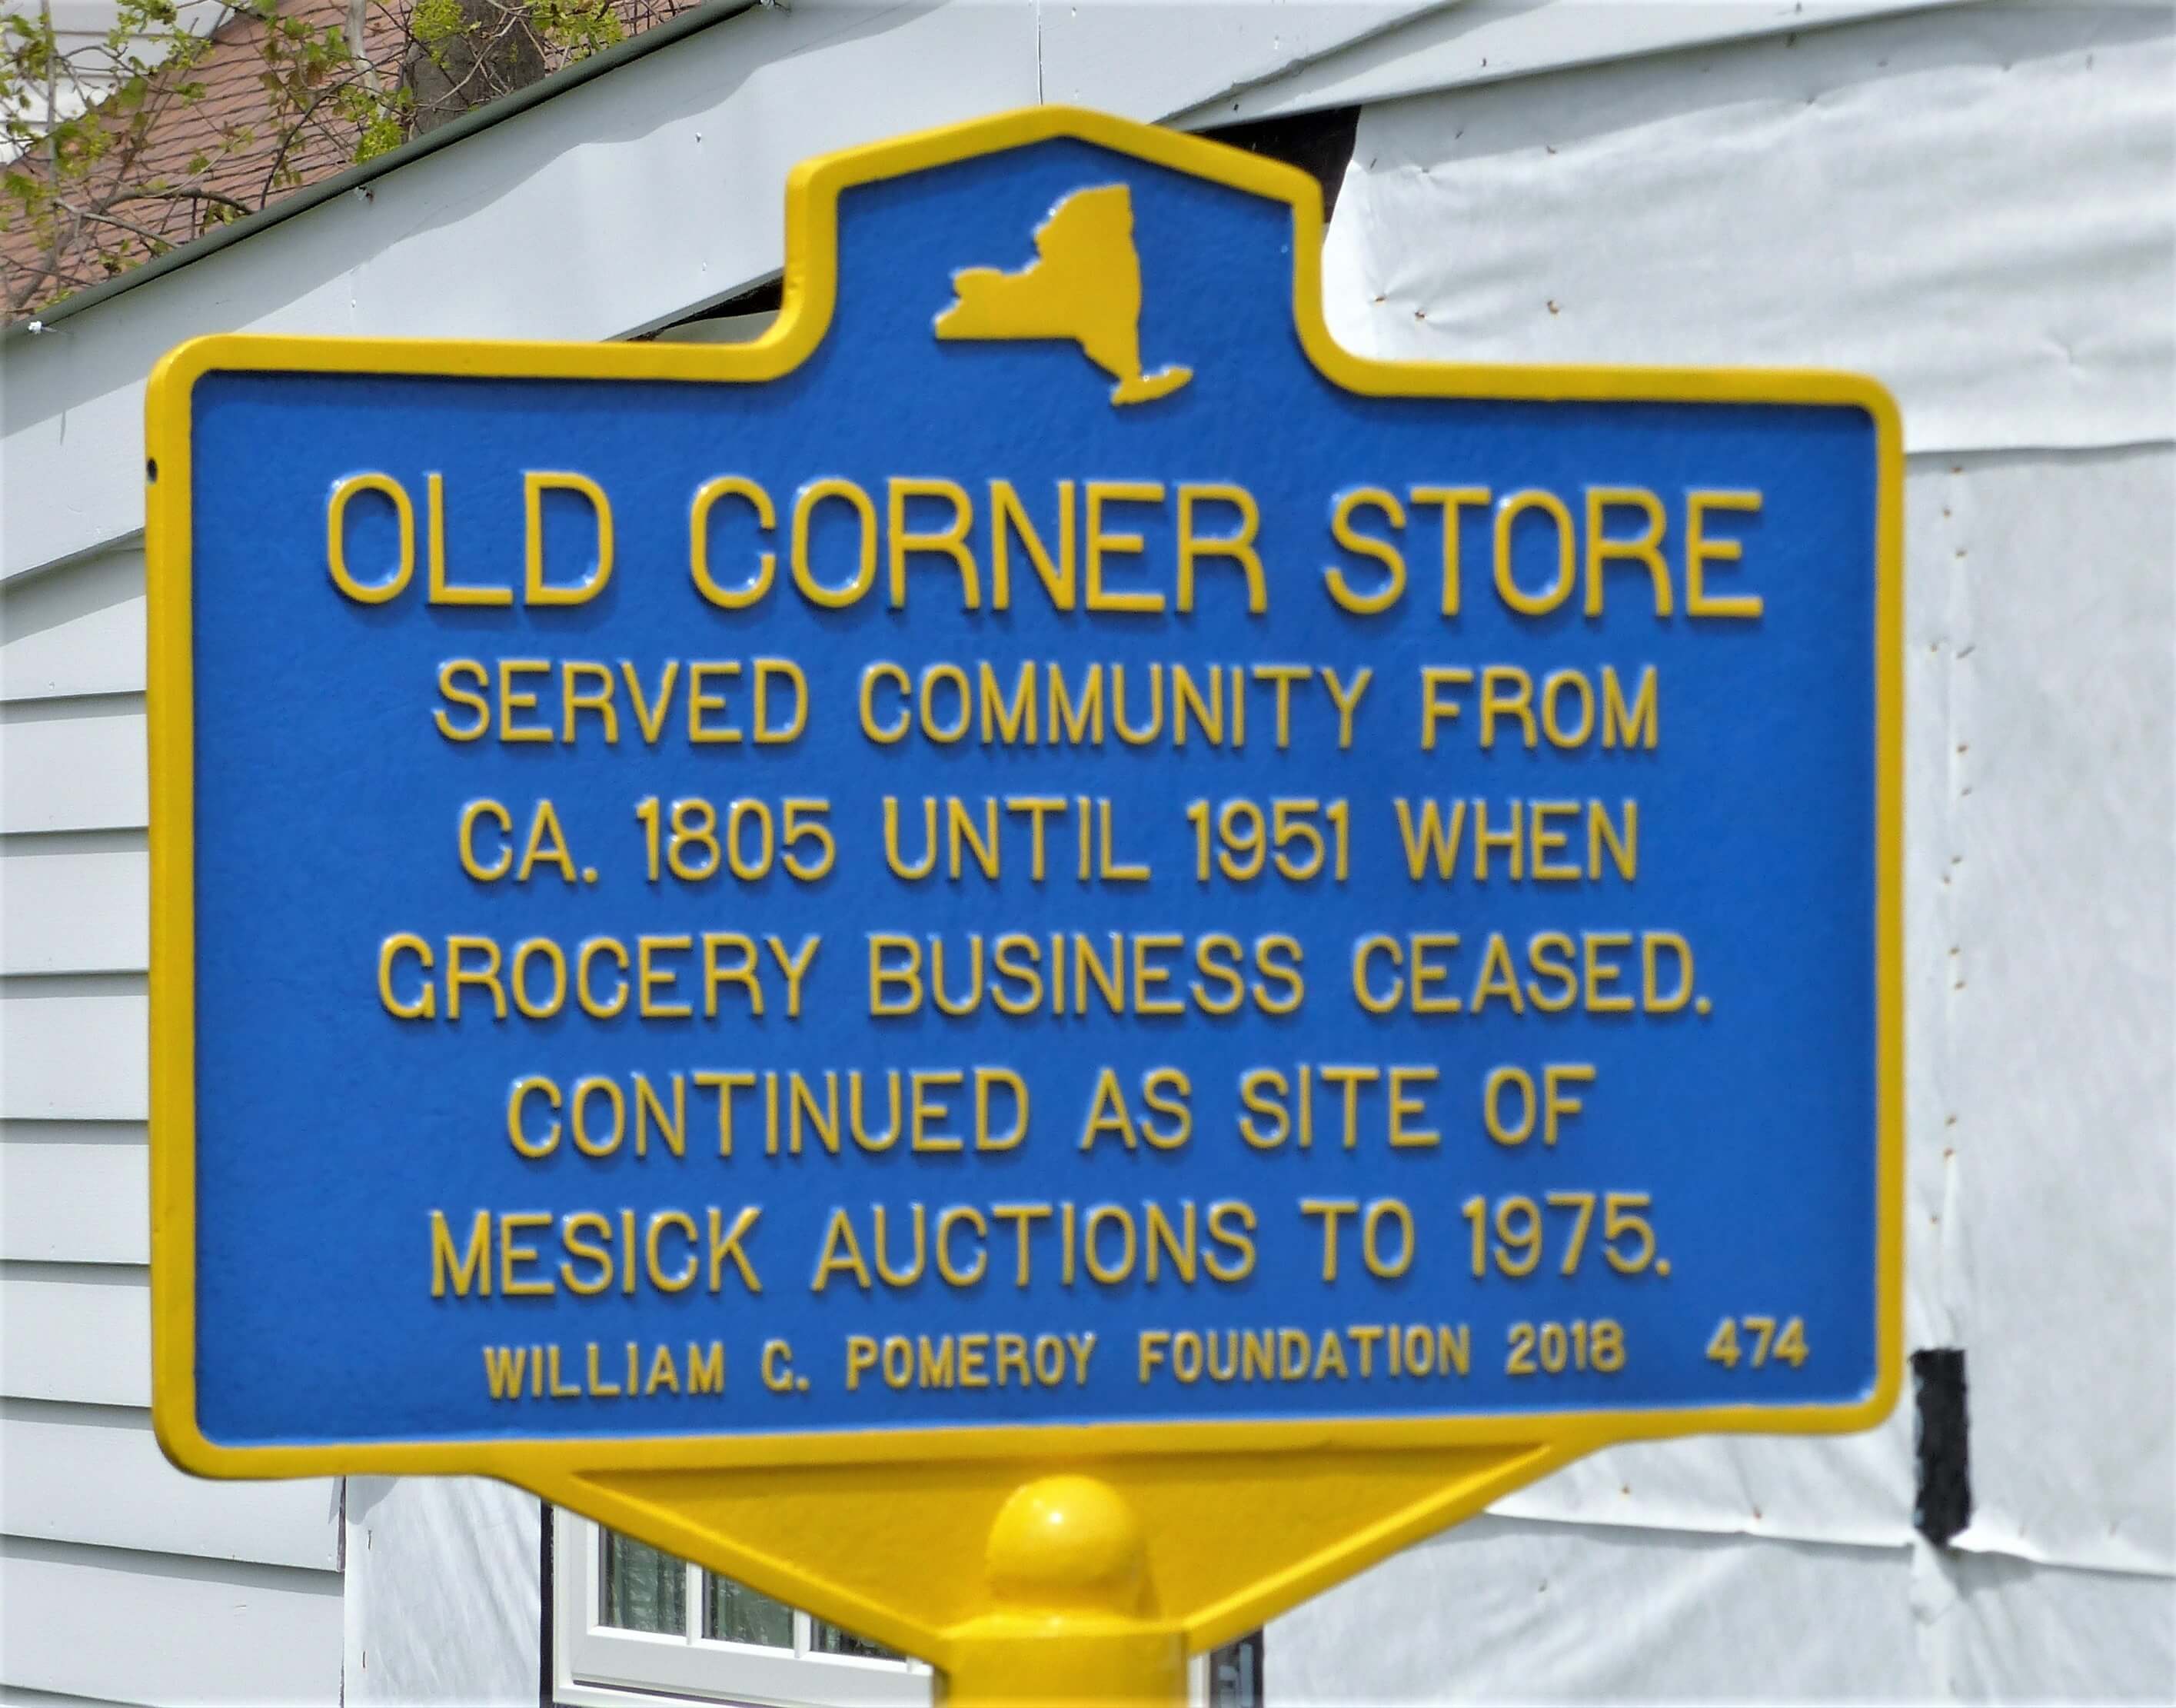 OLD CORNER STORE
SERVED COMMUNITY FROM
CA. 1805 UNTIL 1951 WHEN
GROCERY BUSINESS CEASED.
CONTINUED AS SITE OF
MESICK AUCTIONS TO 1975.
WILLIAM G. POMEROY FOUNDATION 2018 474